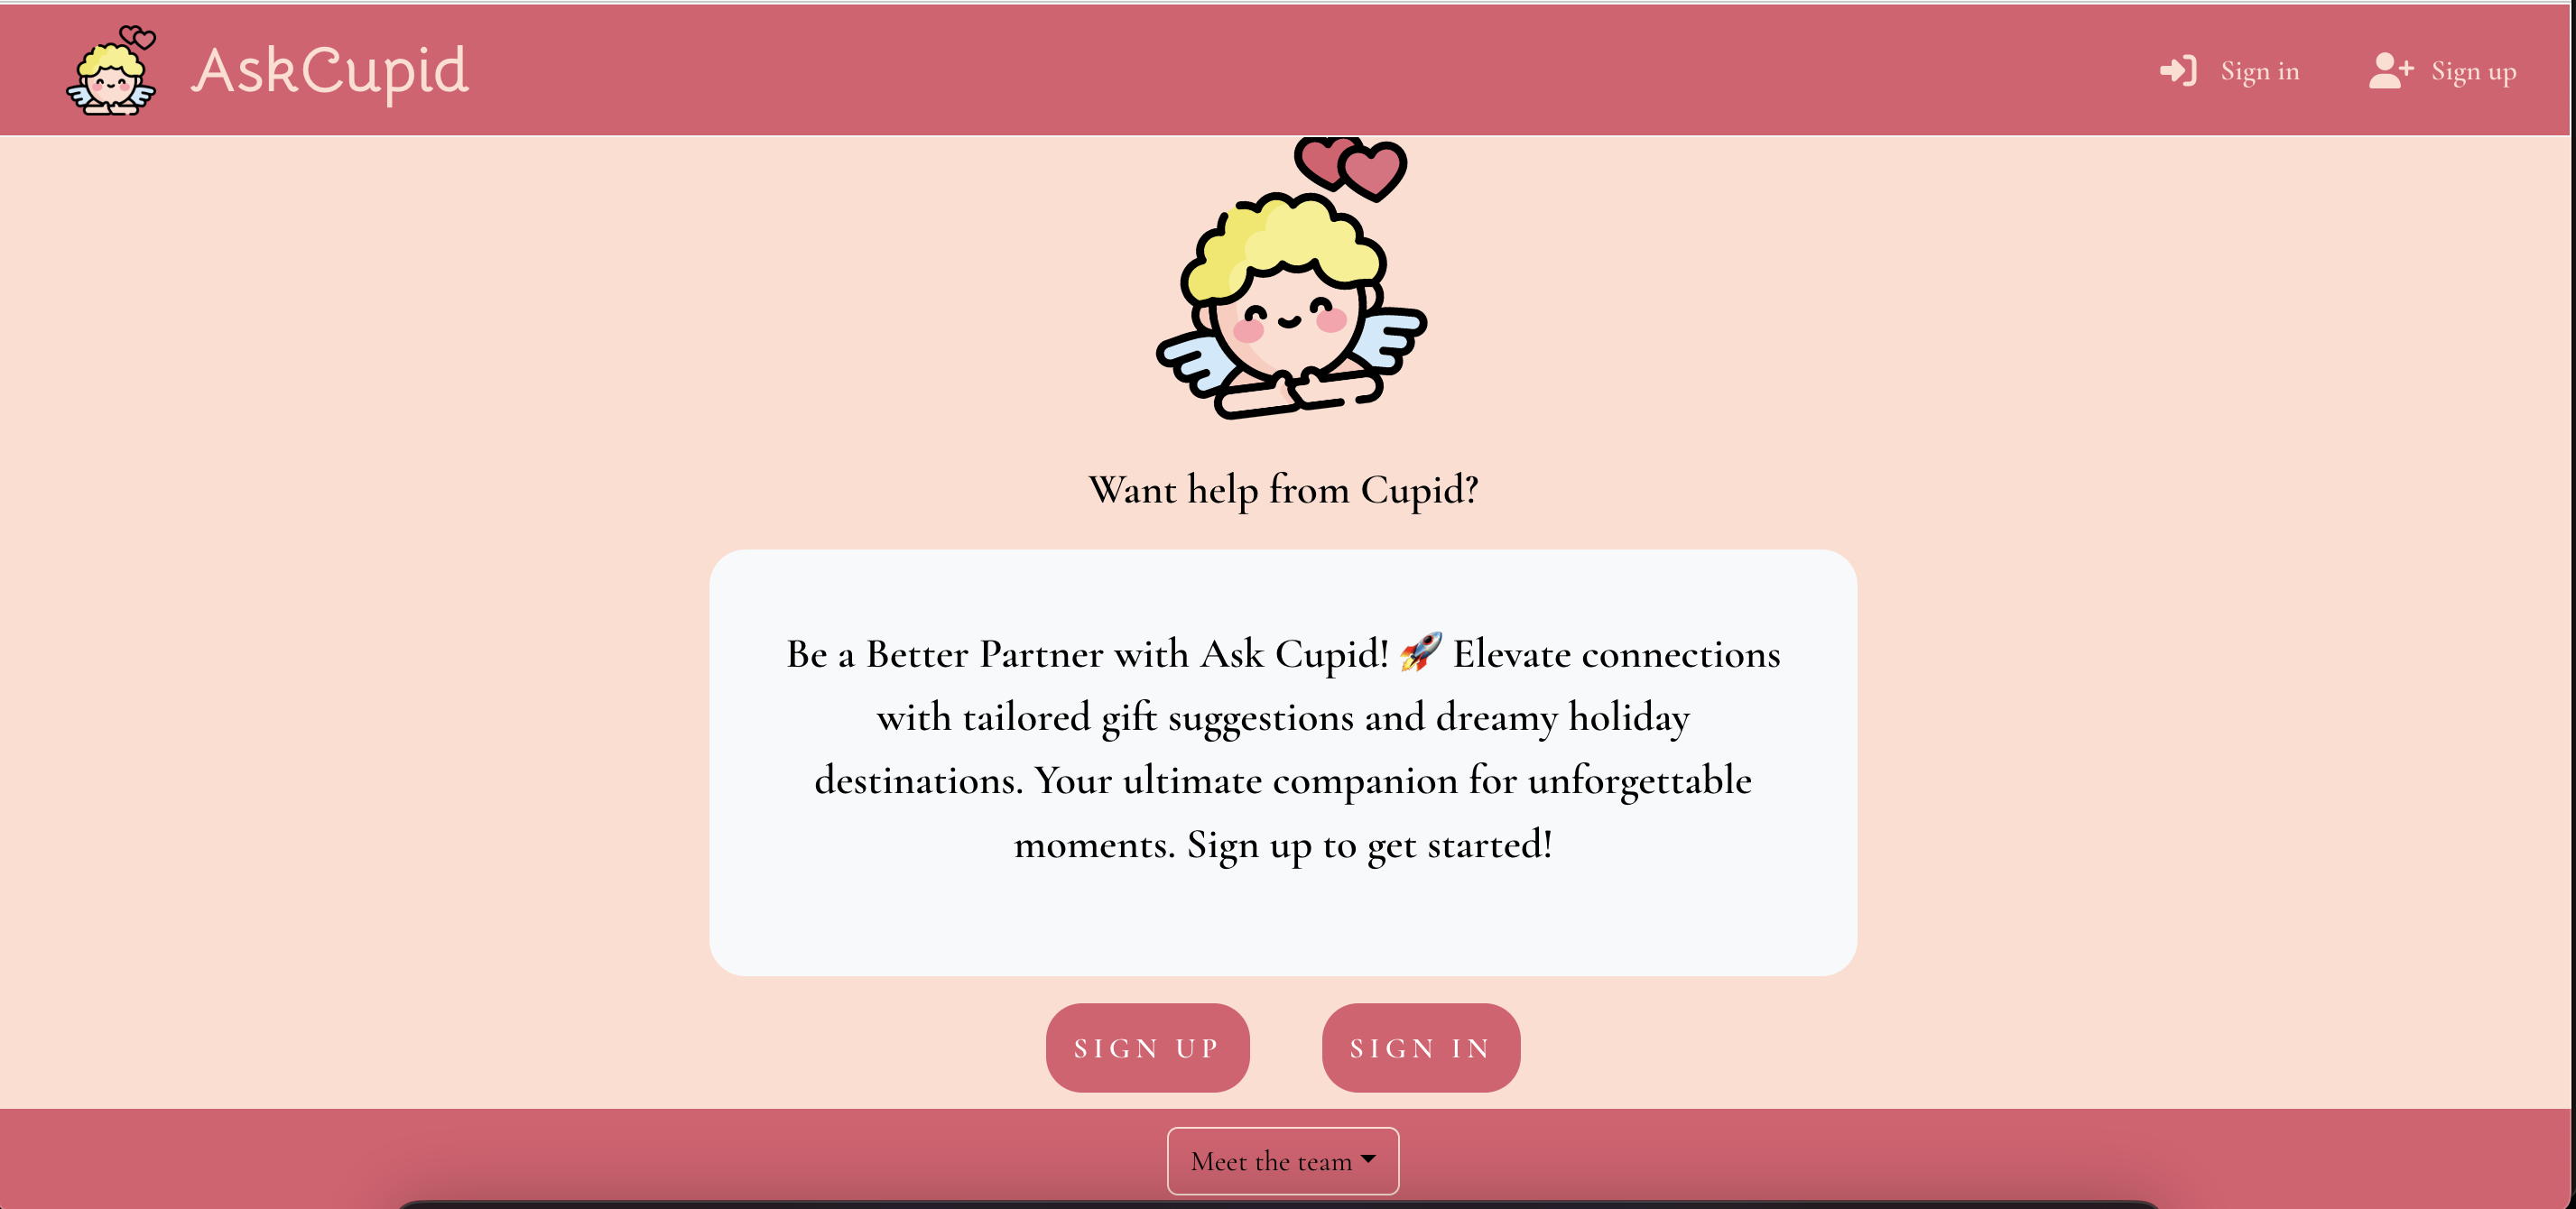 AskCupid
Sign in
Sign up
Want help from Cupid?
Be a Better Partner with Ask Cupid! 🚀 Elevate connections
with tailored gift suggestions and dreamy holiday
destinations. Your ultimate companion for unforgettable
moments. Sign up to get started!
SIGN UP
SIGN IN
Meet the team